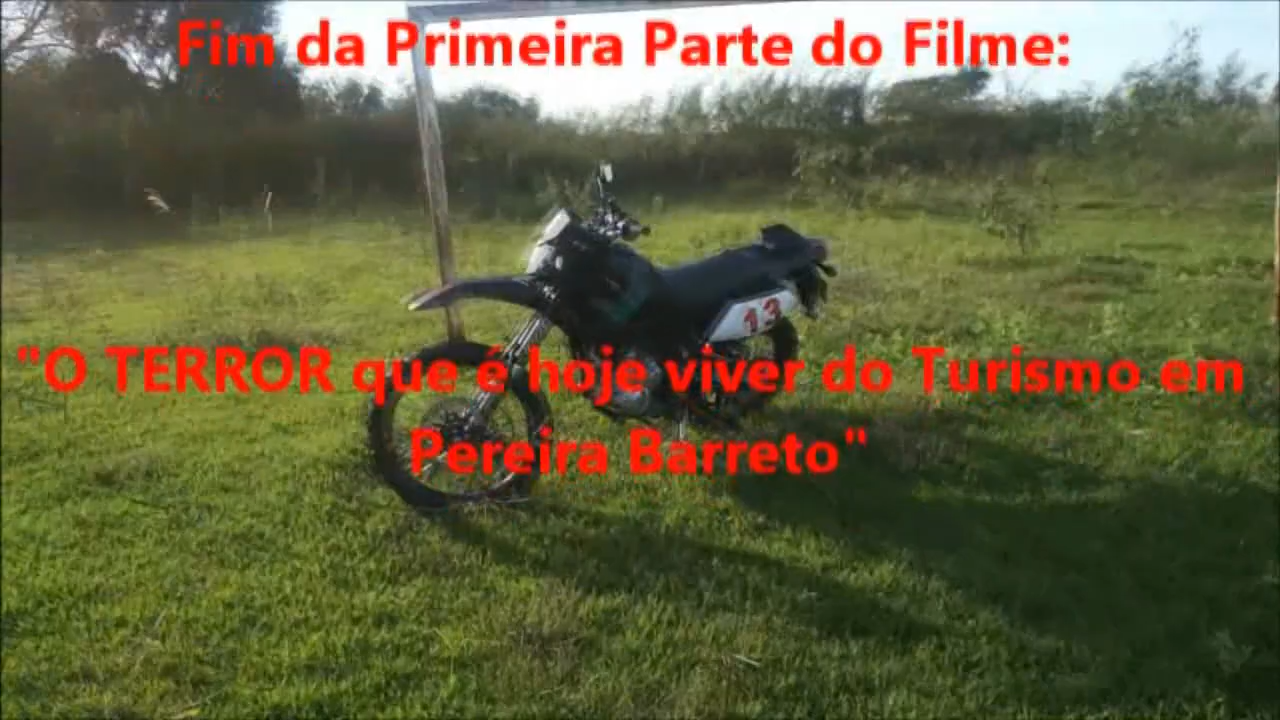 Fim da Primeira Parte do Filme:
13
"O TERROR que é hoje viver do Turismo em
Pereira Barreto"